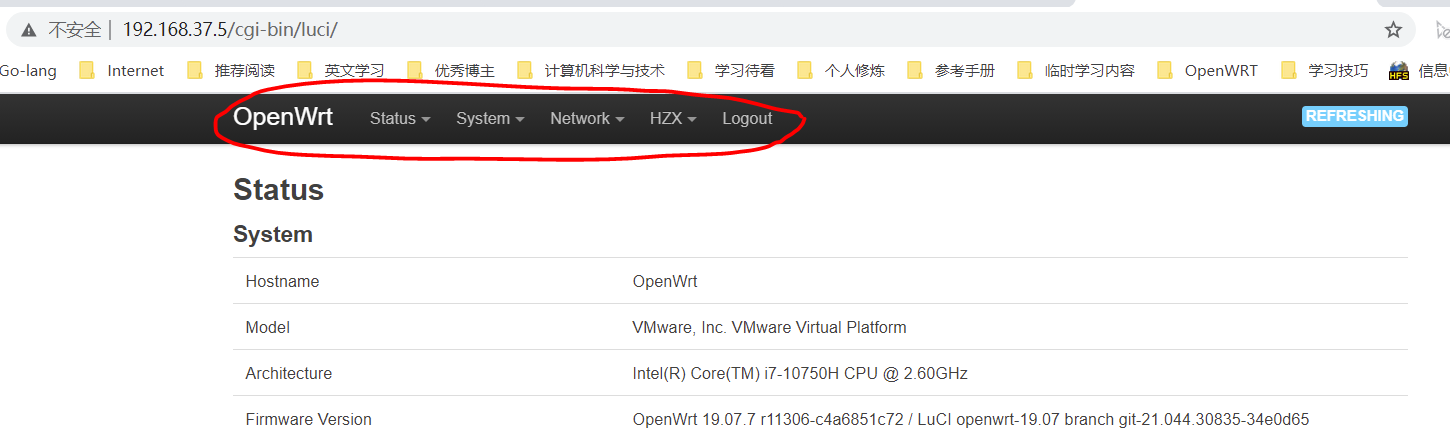 不安全 | 192.168.37.5/cgi-bin/luci/
Go-lang Internet 推荐阅读 英文学习 优秀博主 计算机科学与技术 学习待看 个人修炼 参考手册 临时学习内容 OpenWRT 学习技巧 HFS 信息
OpenWrt Status System Network HZX Logout REFRESHING
Status
System
Hostname OpenWrt
Model VMware, Inc. VMware Virtual Platform
Architecture Intel(R) Core(TM) i7-10750H CPU @ 2.60GHz
Firmware Version OpenWrt 19.07.7 r11306-c4a6851c72 / LuCI openwrt-19.07 branch git-21.044.30835-34e0d65